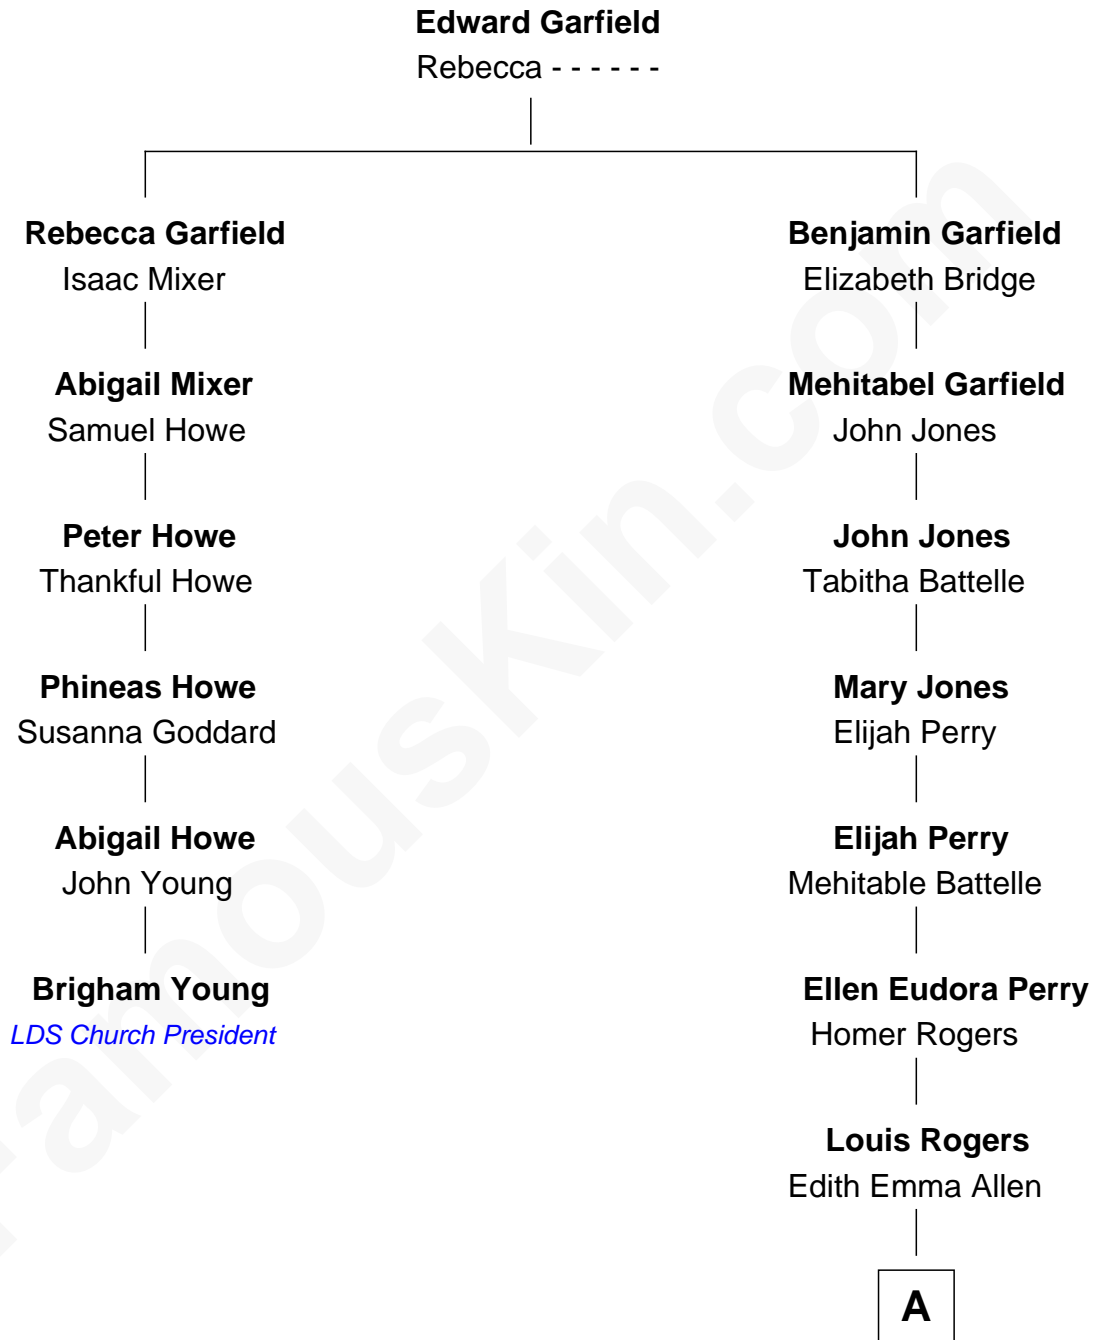 Edward Garfield
Rebecca - - - - - -
Rebecca Garfield
Isaac Mixer
Abigail Mixer
Samuel Howe
Peter Howe
Thankful Howe
Phineas Howe
Susanna Goddard
Abigail Howe
John Young
Brigham Young
LDS Church President
Benjamin Garfield
Elizabeth Bridge
Mehitabel Garfield
John Jones
John Jones
Tabitha Battelle
Mary Jones
Elijah Perry
Elijah Perry
Mehitable Battelle
Ellen Eudora Perry
Homer Rogers
Louis Rogers
Edith Emma Allen
A
FamousKin.com